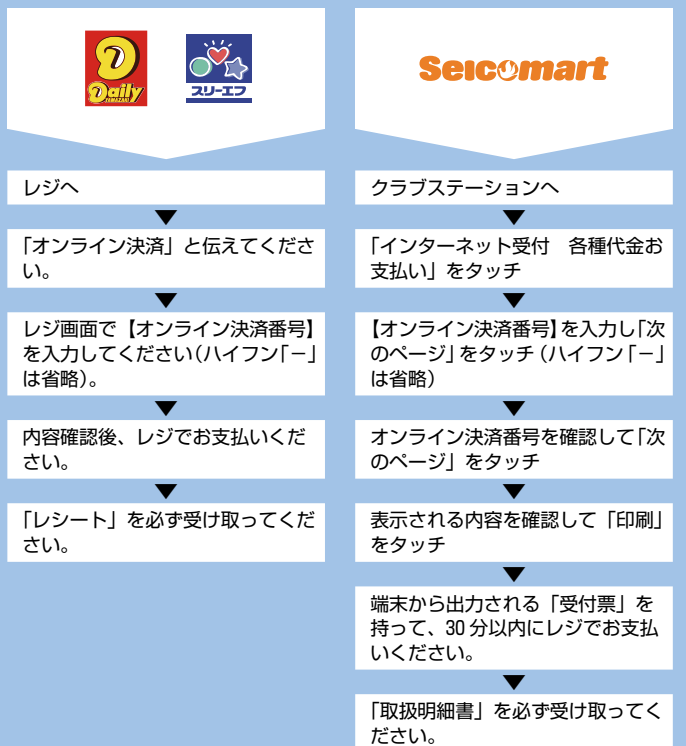 Daily
YAMAZAKI
スリーエフ
レジへ
「オンライン決済」と伝えてくださ
い。
レジ画面で【オンライン決済番号】
を入力してください(ハイフン「－」
は省略)。
内容確認後、レジでお支払いくだ
さい。
「レシート」を必ず受け取ってくだ
さい。
Seicomart
クラブステーションへ
「インターネット受付　各種代金お
支払い」をタッチ
【オンライン決済番号】を入力し「次
のページ」をタッチ(ハイフン「－」
は省略)
オンライン決済番号を確認して「次
のページ」をタッチ
表示される内容を確認して「印刷」
をタッチ
端末から出力される「受付票」を
持って、30分以内にレジでお支払
いください。
「取扱明細書」を必ず受け取ってく
ださい。